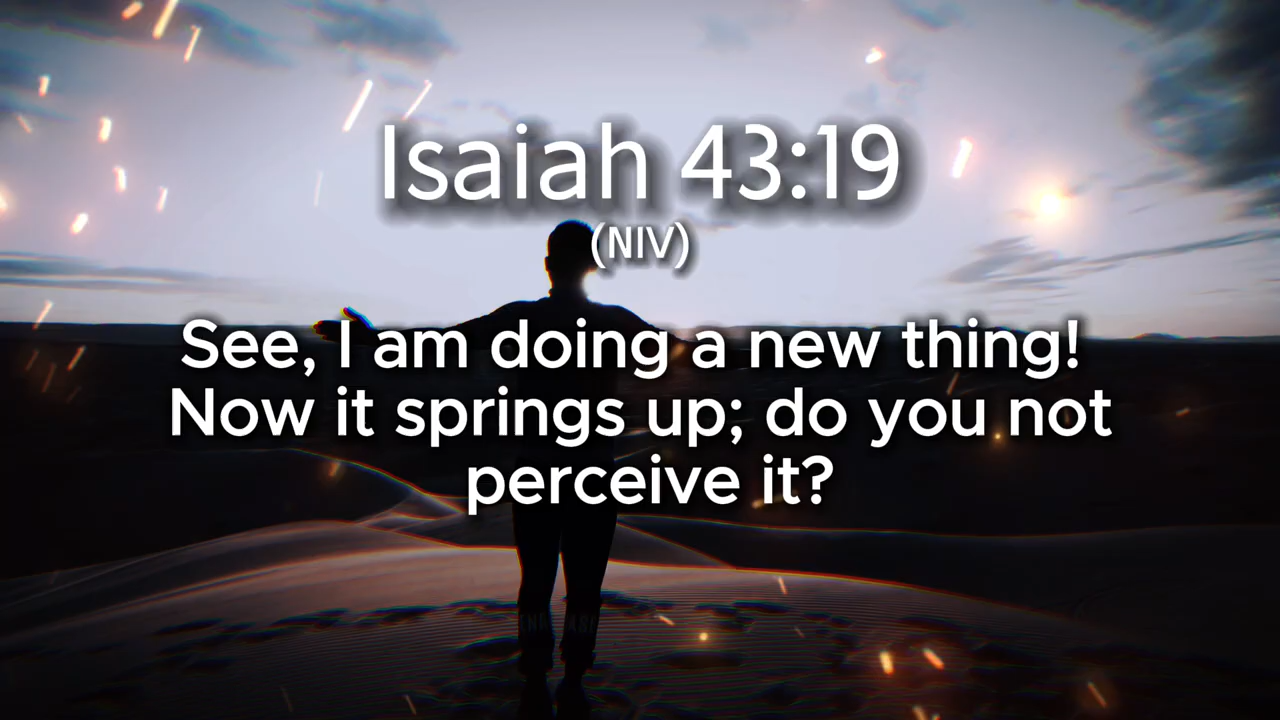 Isaiah 43:19
(NIV)
See, I am doing a new thing!
Now it springs up; do you not
perceive it?